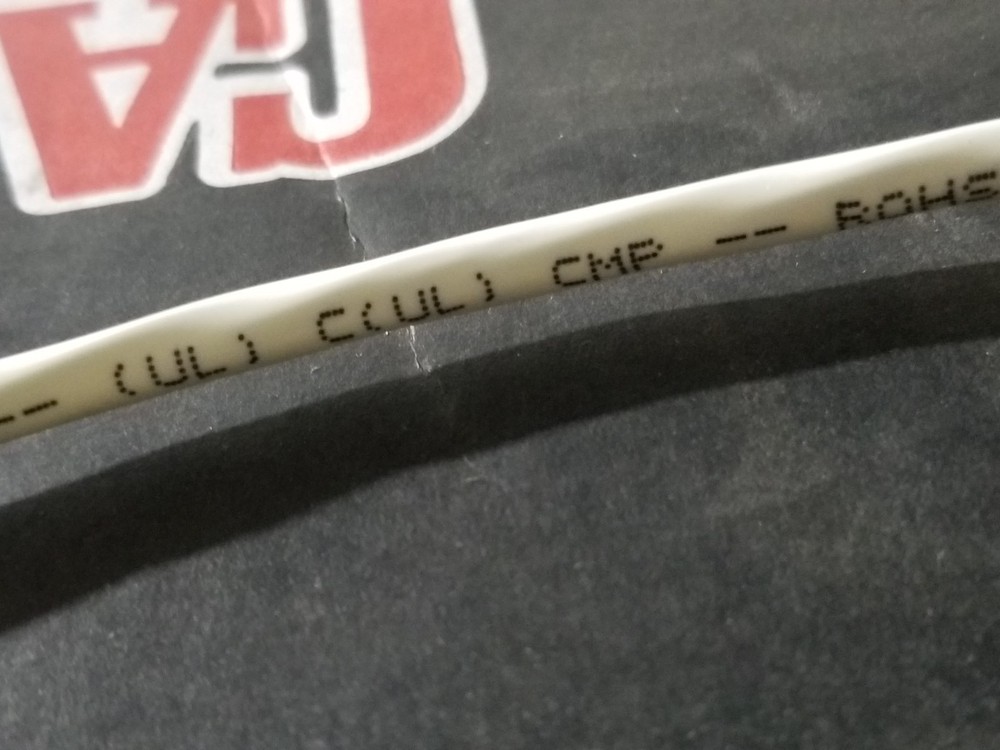 -- (UL) C(UL) CMP -- ROHS